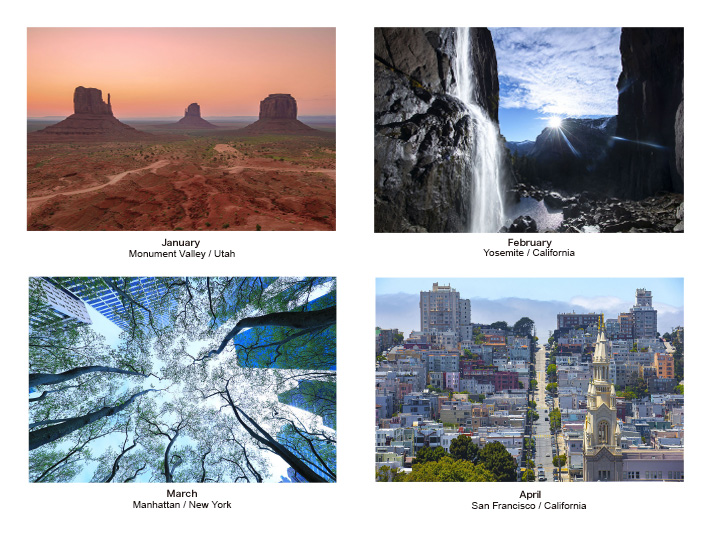 January
Monument Valley / Utah
February
Yosemite / California
March
Manhattan / New York
April
San Francisco / California